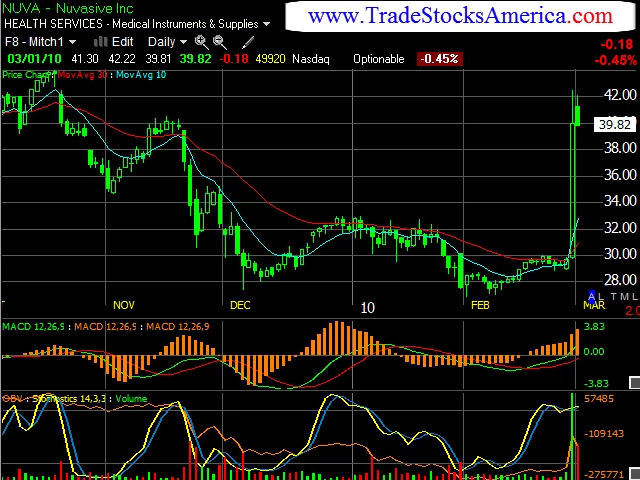 NUVA - Nuvasive Inc
www.TradeStocksAmerica.com
HEALTH SERVICES - Medical Instruments & Supplies
F8 - Mitch1 Edit Daily
-0.18
03/01/10 41.30 42.22 39.81 39.82 -0.18 49920 Nasdaq Optionable -0.45%
-0.45%
Price Chart: MovAvg 30 : MovAvg 10
42.00
39.82
38.00
36.00
34.00
32.00
30.00
28.00
A L T M L
NOV DEC 10 FEB MAR
2.0
MACD 12,26,9 : MACD 12,26,9 : MACD 12,26,9
3.83
0.00
-3.83
OBV : Stochastics 14,3,3 : Volume
57485
-109143
-275771